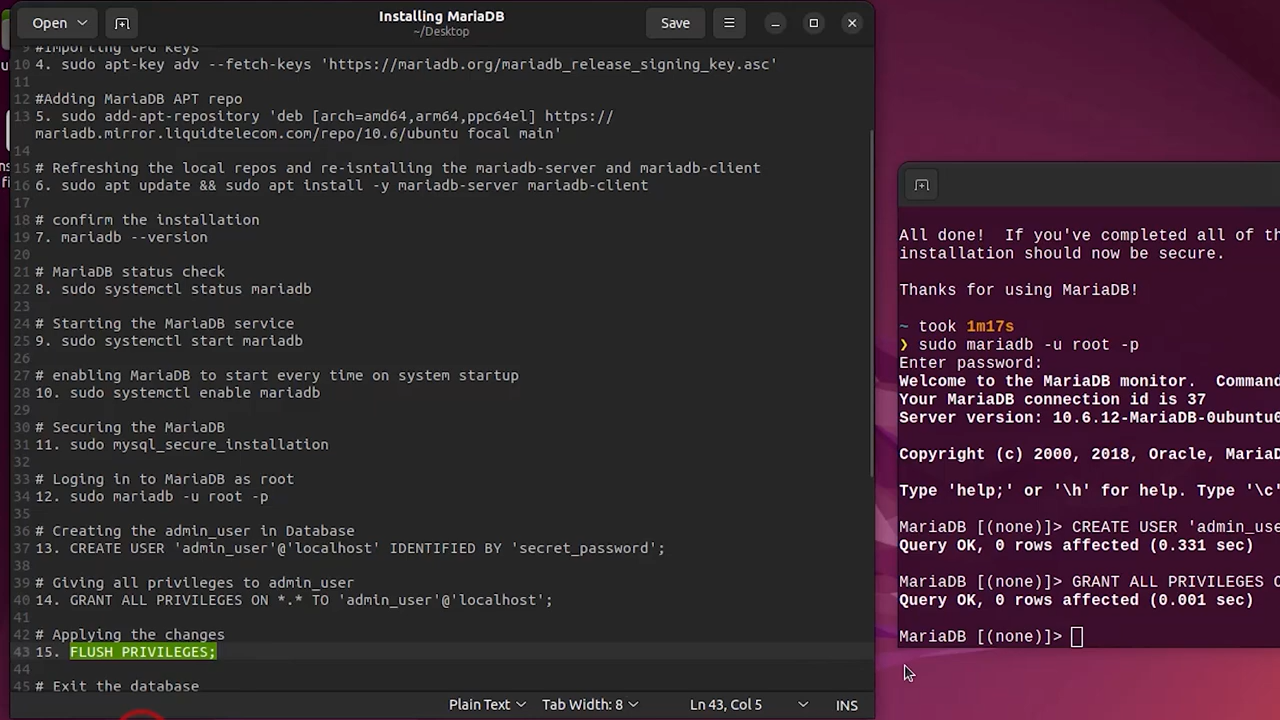 Open
Installing MariaDB
~/Desktop
Save
9 #Importing GPG keys
10 4. sudo apt-key adv --fetch-keys 'https://mariadb.org/mariadb_release_signing_key.asc'
11
12 #Adding MariaDB APT repo
13 5. sudo add-apt-repository 'deb [arch=amd64,arm64,ppc64el] https://
mariadb.mirror.liquidtelecom.com/repo/10.6/ubuntu focal main'
14
15 # Refreshing the local repos and re-isntalling the mariadb-server and mariadb-client
16 6. sudo apt update && sudo apt install -y mariadb-server mariadb-client
17
18 # confirm the installation
19 7. mariadb --version
20
21 # MariaDB status check
22 8. sudo systemctl status mariadb
23
24 # Starting the MariaDB service
25 9. sudo systemctl start mariadb
26
27 # enabling MariaDB to start every time on system startup
28 10. sudo systemctl enable mariadb
29
30 # Securing the MariaDB
31 11. sudo mysql_secure_installation
32
33 # Loging in to MariaDB as root
34 12. sudo mariadb -u root -p
35
36 # Creating the admin_user in Database
37 13. CREATE USER 'admin_user'@'localhost' IDENTIFIED BY 'secret_password';
38
39 # Giving all privileges to admin_user
40 14. GRANT ALL PRIVILEGES ON *.* TO 'admin_user'@'localhost';
41
42 # Applying the changes
43 15. FLUSH PRIVILEGES;
44
45 # Exit the database
Plain Text
Tab Width: 8
Ln 43, Col 5
INS
All done! If you've completed all of th
installation should now be secure.
Thanks for using MariaDB!
~ took 1m17s
❯ sudo mariadb -u root -p
Enter password:
Welcome to the MariaDB monitor. Command
Your MariaDB connection id is 37
Server version: 10.6.12-MariaDB-0ubuntu0
Copyright (c) 2000, 2018, Oracle, MariaD
Type 'help;' or '\h' for help. Type '\c'
MariaDB [(none)]> CREATE USER 'admin_use
Query OK, 0 rows affected (0.331 sec)
MariaDB [(none)]> GRANT ALL PRIVILEGES O
Query OK, 0 rows affected (0.001 sec)
MariaDB [(none)]>